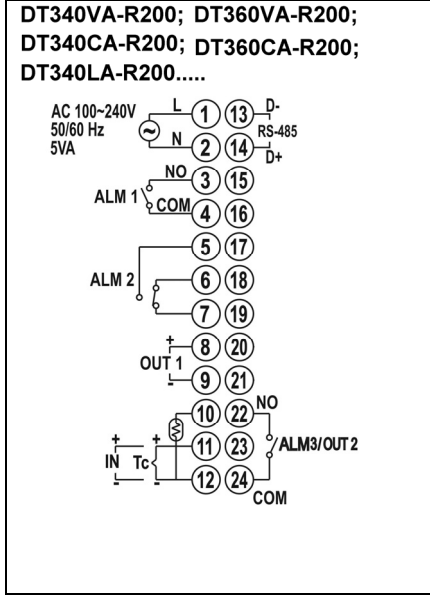 DT340VA-R200; DT360VA-R200;
DT340CA-R200; DT360CA-R200;
DT340LA-R200.....
AC 100~240V
50/60 Hz
5VA
L
N
1 13 D-
RS-485
2 14 D+
ALM 1
NO 3 15
COM 4 16
5 17
ALM 2
6 18
7 19
+ 8 20
OUT 1
- 9 21
10 22 NO
+ + 11 23 ALM3/OUT 2
IN Tc
- - 12 24 COM